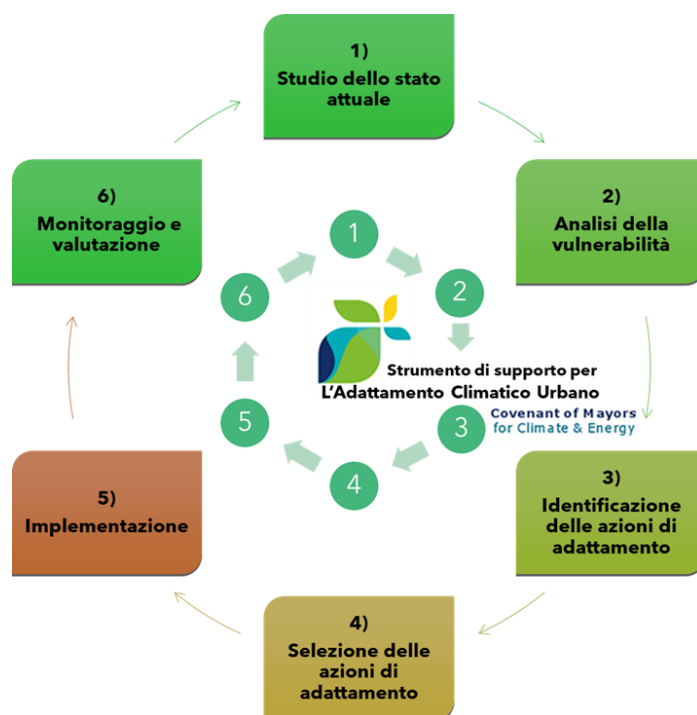 1)
Studio dello stato
attuale
2)
Analisi della
vulnerabilità
3)
Identificazione
delle azioni di
adattamento
4)
Selezione delle
azioni di
adattamento
5)
Implementazione
6)
Monitoraggio e
valutazione
1
2
3
4
5
6
Strumento di supporto per
L'Adattamento Climatico Urbano
Covenant of Mayors
for Climate & Energy